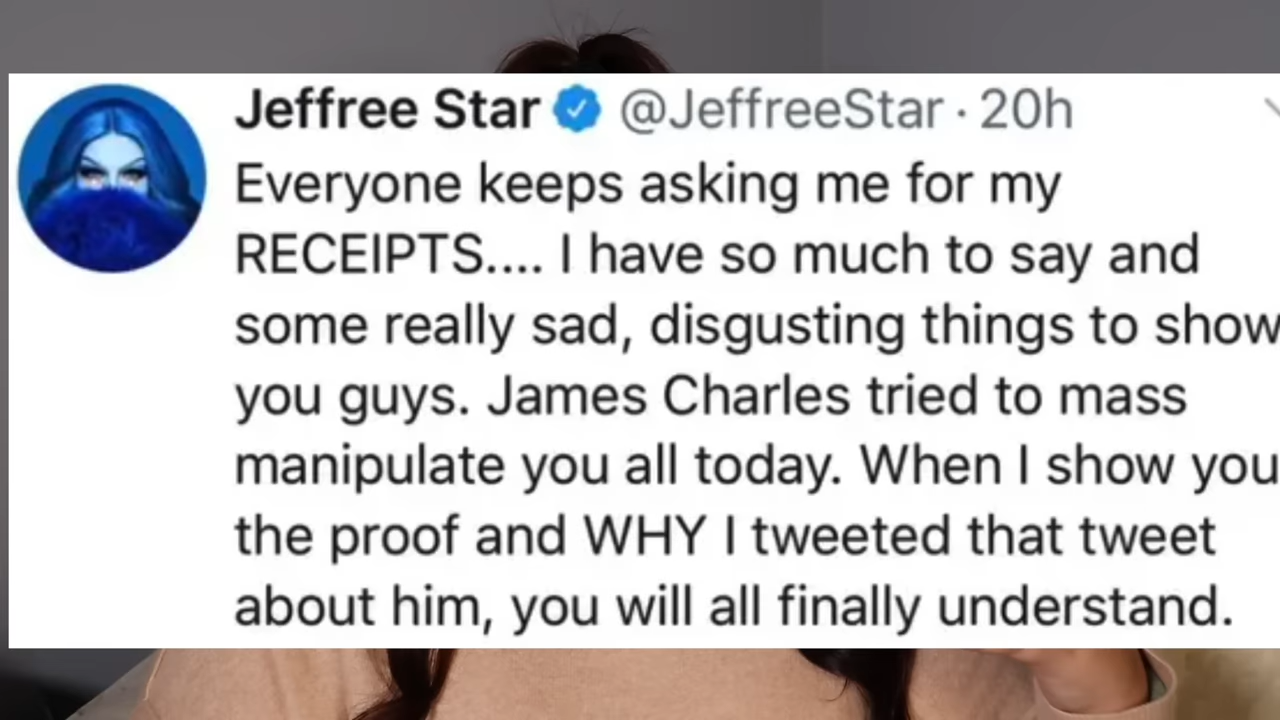 Jeffree Star @JeffreeStar · 20h
Everyone keeps asking me for my
RECEIPTS.... I have so much to say and
some really sad, disgusting things to show
you guys. James Charles tried to mass
manipulate you all today. When I show you
the proof and WHY I tweeted that tweet
about him, you will all finally understand.